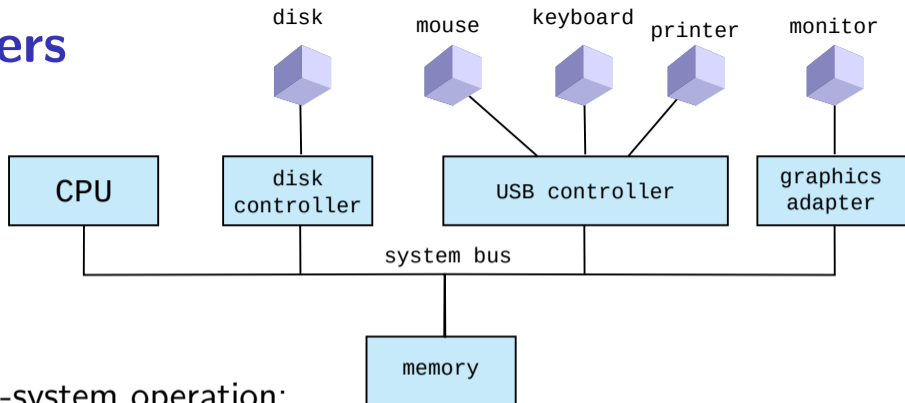 ers
disk
mouse
keyboard
printer
monitor
CPU
disk
controller
USB controller
graphics
adapter
system bus
memory
-system operation: